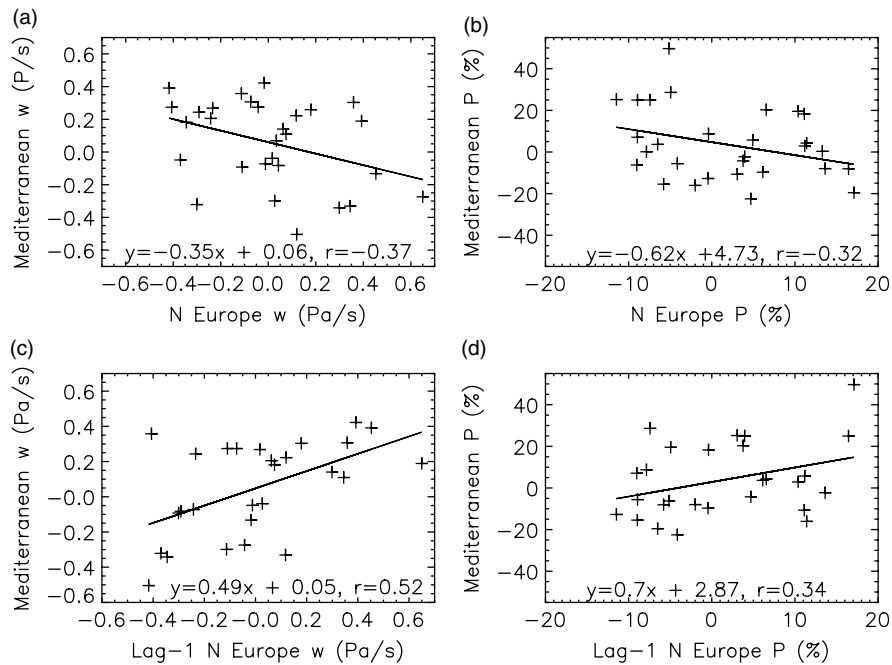 (a)
Mediterranean w (P/s)
0.6
0.4
0.2
0.0
−0.2
−0.4
−0.6
y=−0.35x + 0.06, r=−0.37
−0.6 −0.4 −0.2 0.0 0.2 0.4 0.6
N Europe w (Pa/s)
(b)
Mediterranean P (%)
40
20
0
−20
−40
y=−0.62x +4.73, r=−0.32
−20 −10 0 10 20
N Europe P (%)
(c)
Mediterranean w (Pa/s)
0.6
0.4
0.2
−0.0
−0.2
−0.4
−0.6
y=0.49x + 0.05, r=0.52
−0.6 −0.4 −0.2 0.0 0.2 0.4 0.6
Lag−1 N Europe w (Pa/s)
(d)
Mediterranean P (%)
40
20
0
−20
−40
y=0.7x + 2.87, r=0.34
−20 −10 0 10 20
Lag−1 N Europe P (%)